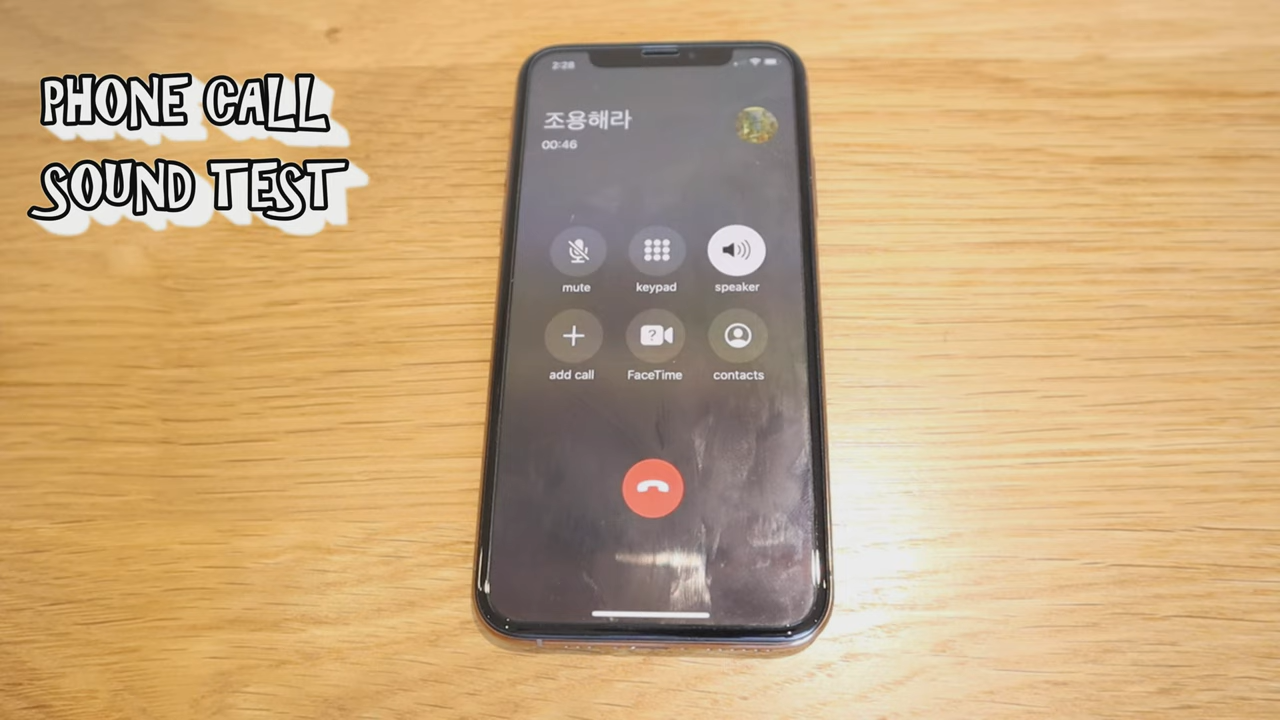 PHONE CALL
SOUND TEST
2:28
조용해라
00:46
mute
keypad
speaker
add call
FaceTime
contacts